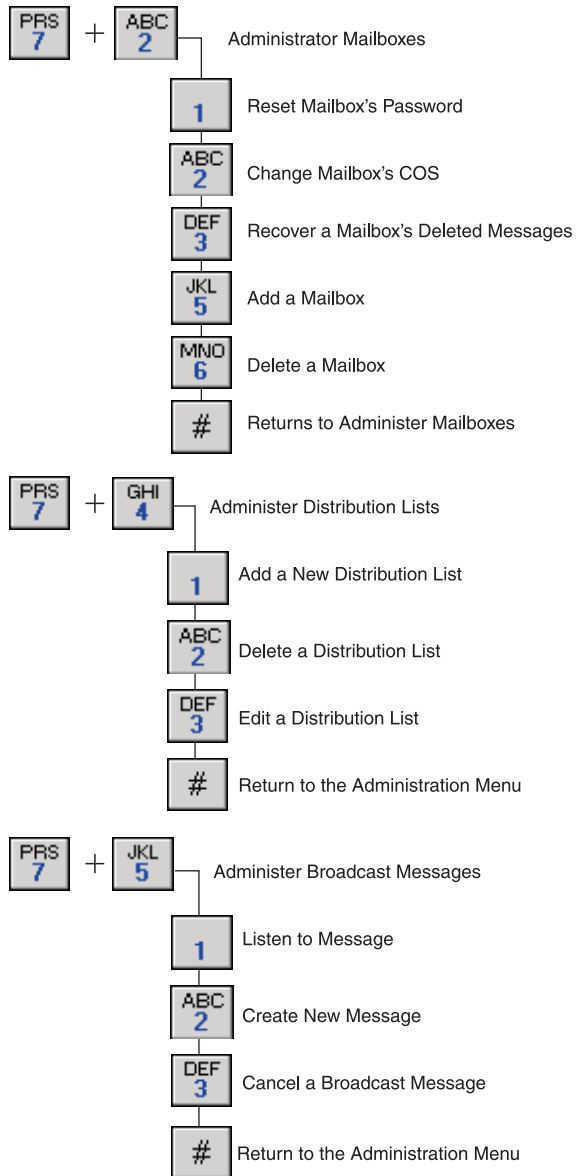 PRS
7
+
ABC
2
Administrator Mailboxes
1
Reset Mailbox's Password
ABC
2
Change Mailbox's COS
DEF
3
Recover a Mailbox's Deleted Messages
JKL
5
Add a Mailbox
MNO
6
Delete a Mailbox
#
Returns to Administer Mailboxes
PRS
7
+
GHI
4
Administer Distribution Lists
1
Add a New Distribution List
ABC
2
Delete a Distribution List
DEF
3
Edit a Distribution List
#
Return to the Administration Menu
PRS
7
+
JKL
5
Administer Broadcast Messages
1
Listen to Message
ABC
2
Create New Message
DEF
3
Cancel a Broadcast Message
#
Return to the Administration Menu